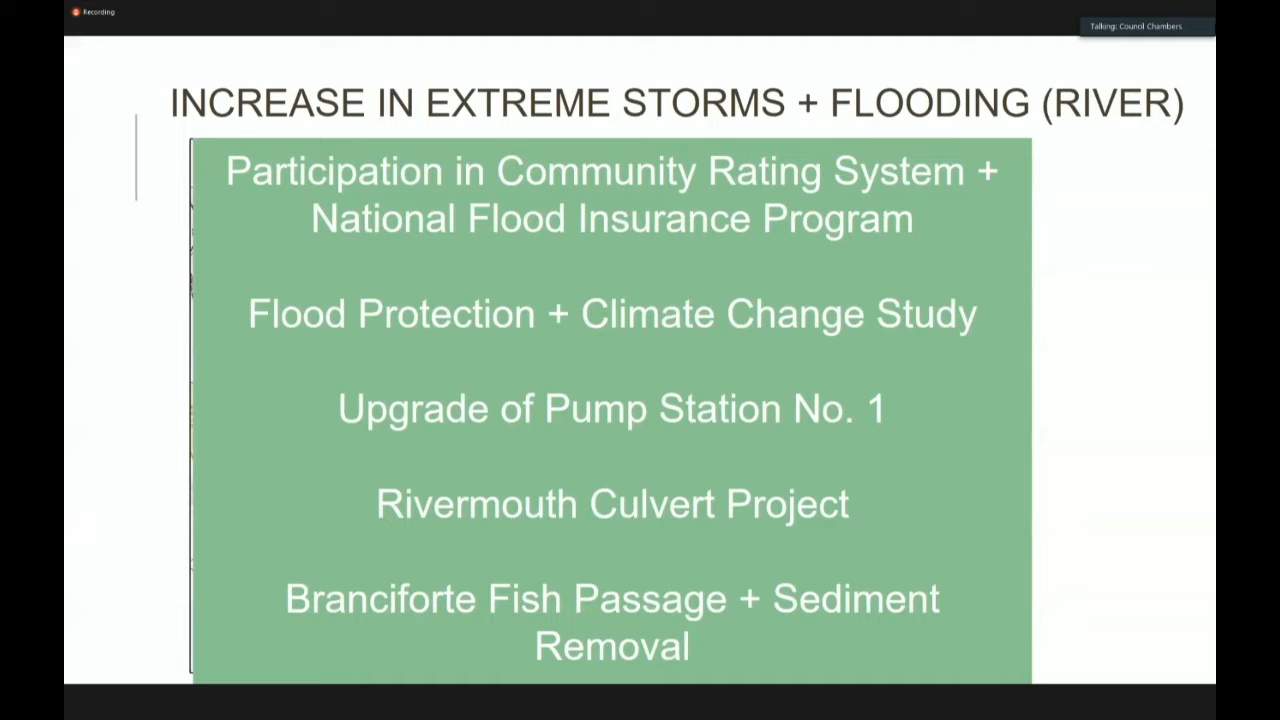 Recording
Talking: Council Chambers
INCREASE IN EXTREME STORMS + FLOODING (RIVER)
Participation in Community Rating System +
National Flood Insurance Program
Flood Protection + Climate Change Study
Upgrade of Pump Station No. 1
Rivermouth Culvert Project
Branciforte Fish Passage + Sediment
Removal